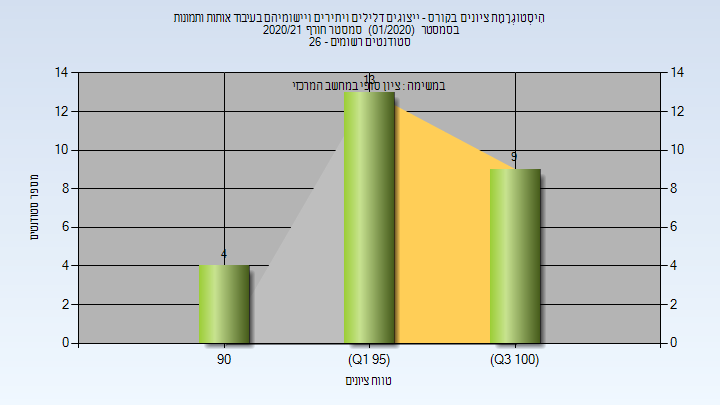 היסטוגרמת ציונים בקורס - ייצוגים דלילים ויתירים ויישומיהם בעיבוד אותות ותמונות
בסמסטר (01/2020) סמסטר חורף 2020/21
סטודנטים רשומים - 26
במשימה : ציון סופי במחשב המרכזי
14 14
12 12
10 10
8 8
6 6
4 4
2 2
0 0
13
9
4
מספר סטודנטים
90 (Q1 95) (Q3 100)
טווח ציונים